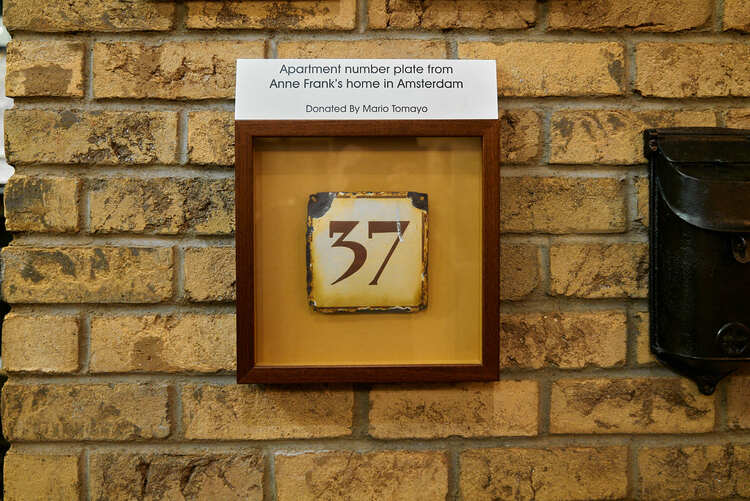 Apartment number plate from
Anne Frank's home in Amsterdam
Donated By Mario Tomayo
37